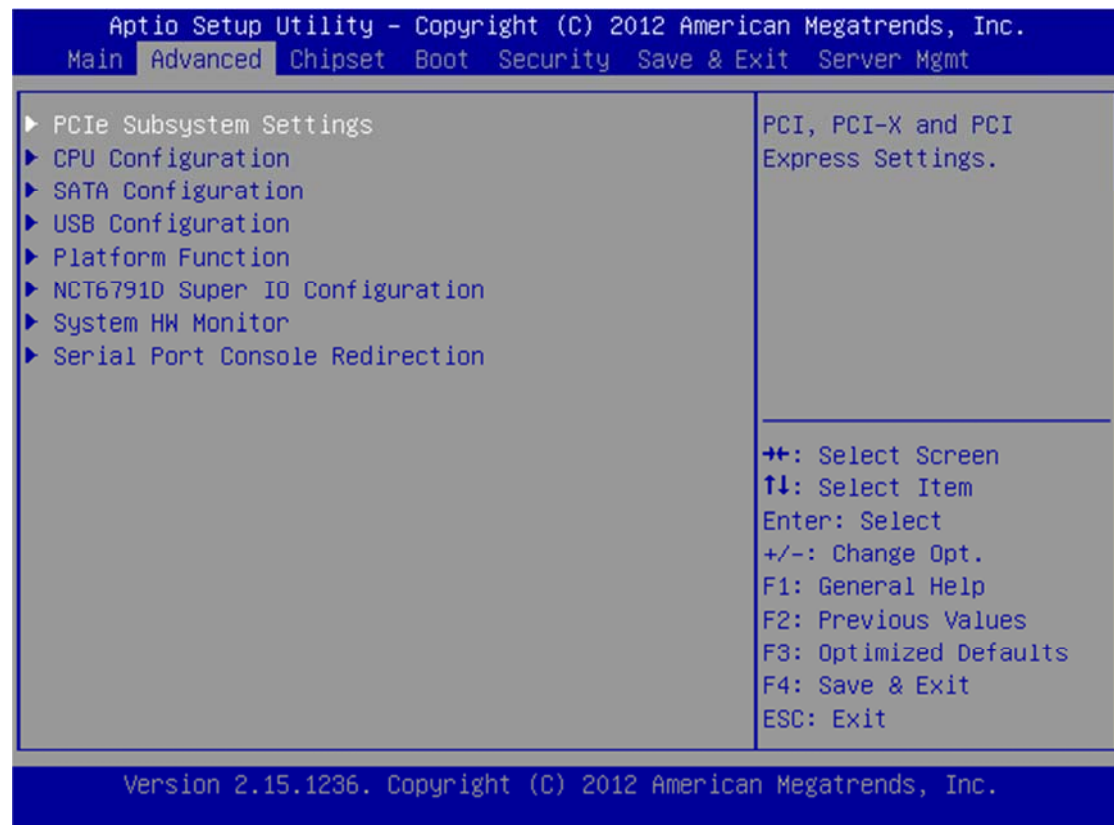 Aptio Setup Utility – Copyright (C) 2012 American Megatrends, Inc.
Main Advanced Chipset Boot Security Save & Exit Server Mgmt
PCIe Subsystem Settings
CPU Configuration
SATA Configuration
USB Configuration
Platform Function
NCT6791D Super IO Configuration
System HW Monitor
Serial Port Console Redirection
PCI, PCI-X and PCI
Express Settings.
→←: Select Screen
↑↓: Select Item
Enter: Select
+/-: Change Opt.
F1: General Help
F2: Previous Values
F3: Optimized Defaults
F4: Save & Exit
ESC: Exit
Version 2.15.1236. Copyright (C) 2012 American Megatrends, Inc.